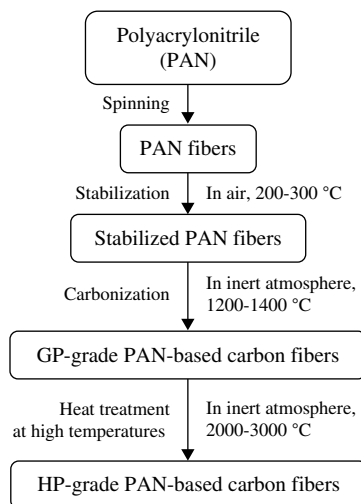 Polyacrylonitrile
(PAN)
Spinning
PAN fibers
Stabilization
In air, 200-300 °C
Stabilized PAN fibers
Carbonization
In inert atmosphere,
1200-1400 °C
GP-grade PAN-based carbon fibers
Heat treatment
at high temperatures
In inert atmosphere,
2000-3000 °C
HP-grade PAN-based carbon fibers